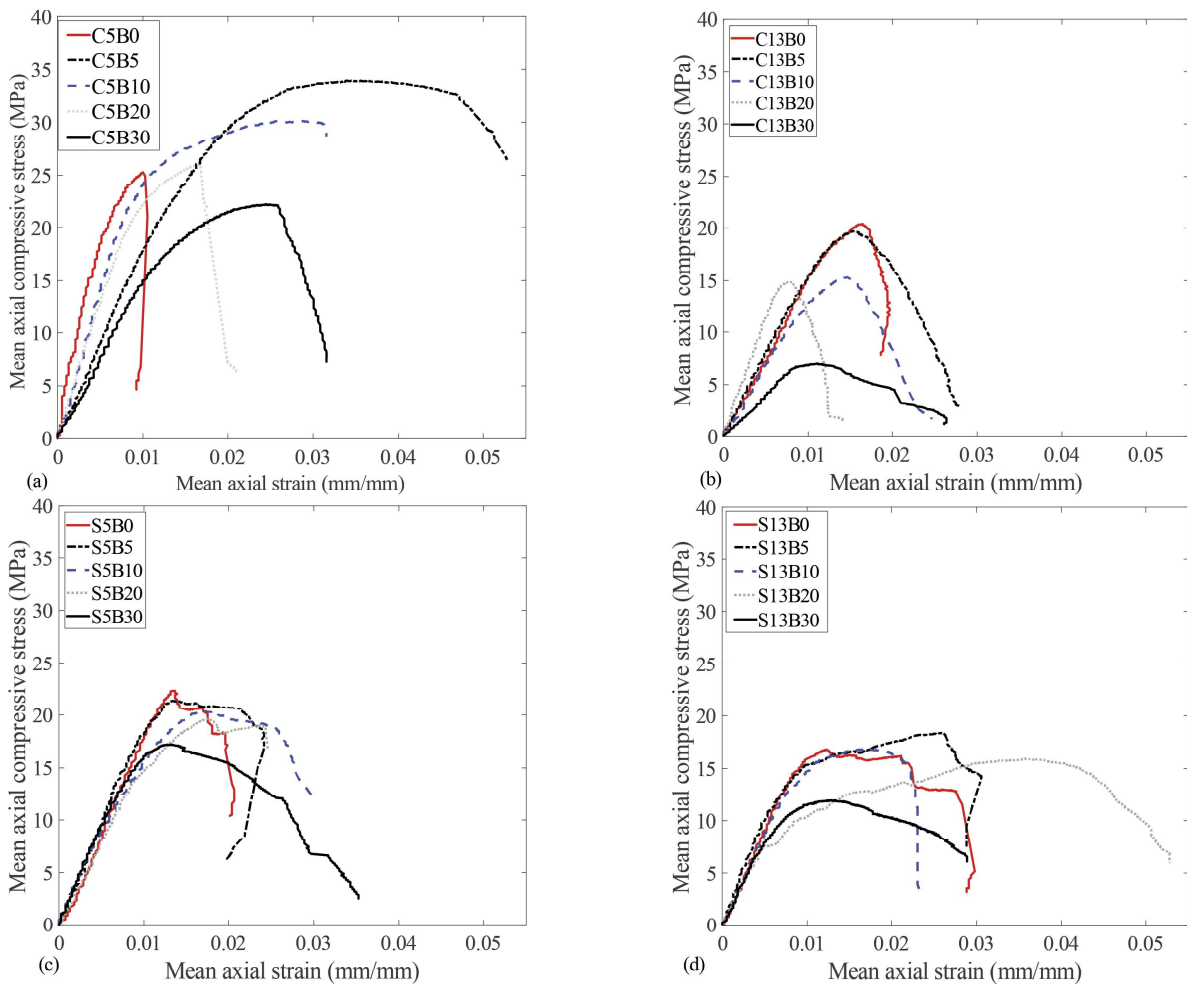 40
35
30
25
20
15
10
5
0
Mean axial compressive stress (MPa)
C5B0
C5B5
C5B10
C5B20
C5B30
0 0.01 0.02 0.03 0.04 0.05
Mean axial strain (mm/mm)
(a)
40
35
30
25
20
15
10
5
0
Mean axial compressive stress (MPa)
C13B0
C13B5
C13B10
C13B20
C13B30
0 0.01 0.02 0.03 0.04 0.05
Mean axial strain (mm/mm)
(b)
40
35
30
25
20
15
10
5
0
Mean axial compressive stress (MPa)
S5B0
S5B5
S5B10
S5B20
S5B30
0 0.01 0.02 0.03 0.04 0.05
Mean axial strain (mm/mm)
(c)
40
35
30
25
20
15
10
5
0
Mean axial compressive stress (MPa)
S13B0
S13B5
S13B10
S13B20
S13B30
0 0.01 0.02 0.03 0.04 0.05
Mean axial strain (mm/mm)
(d)